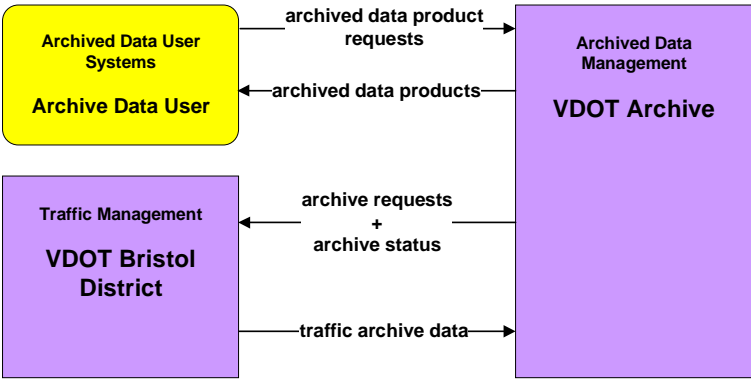 Archived Data User
Systems
Archive Data User
archived data product
requests
archived data products
Archived Data
Management
VDOT Archive
Traffic Management
VDOT Bristol
District
archive requests
+
archive status
traffic archive data